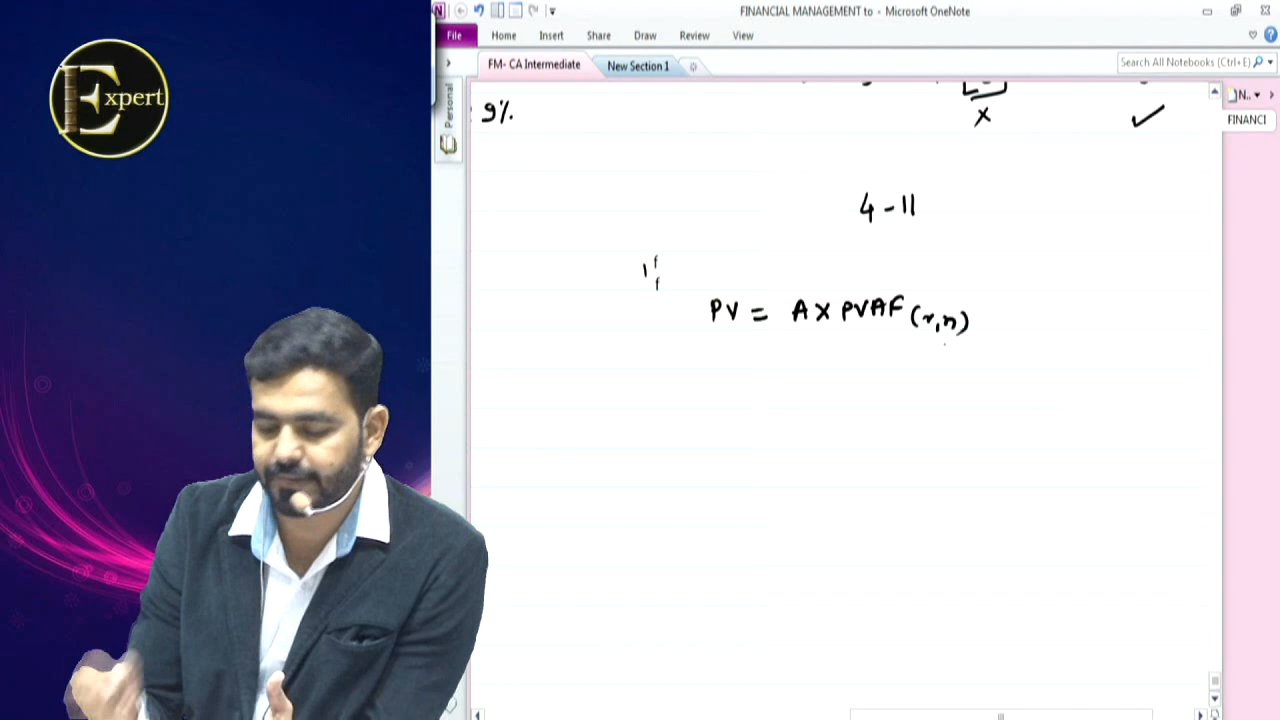 Expert
FINANCIAL MANAGEMENT to - Microsoft OneNote
File Home Insert Share Draw Review View
FM- CA Intermediate New Section 1
Search All Notebooks (Ctrl+E)
Personal
N..
FINANCI
9%.
X
4-11
PV = A X PVAF (r,n)